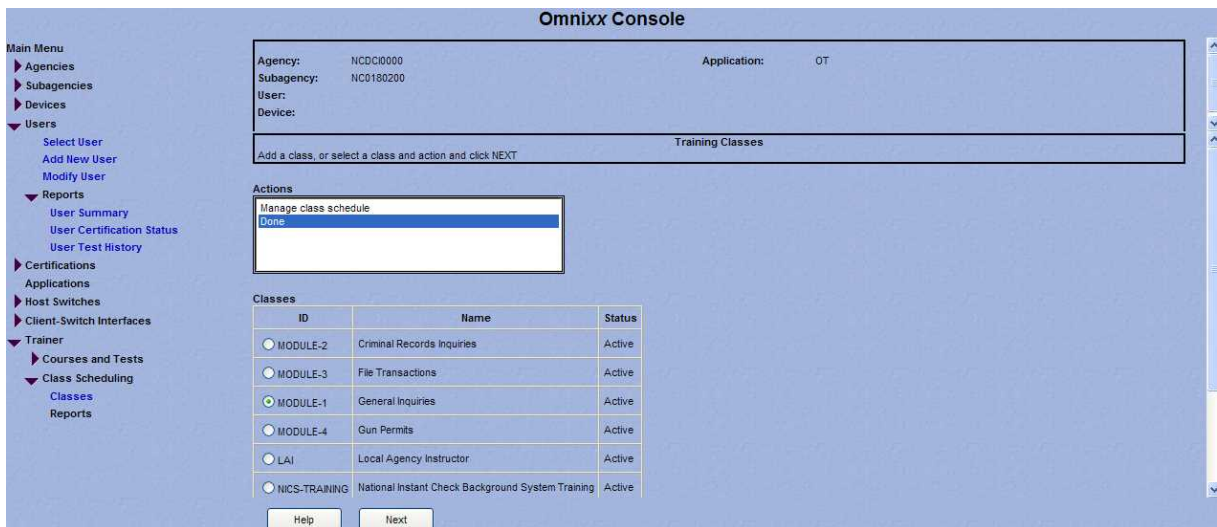 Omnixx Console
Main Menu
Agencies
Subagencies
Devices
Users
Select User
Add New User
Modify User
Reports
User Summary
User Certification Status
User Test History
Certifications
Applications
Host Switches
Client-Switch Interfaces
Trainer
Courses and Tests
Class Scheduling
Classes
Reports
Agency: NCDCI0000 Application: OT
Subagency: NC0180200
User:
Device:
Training Classes
Add a class, or select a class and action and click NEXT
Actions
Manage class schedule
Done
Classes
ID Name Status
MODULE-2 Criminal Records Inquiries Active
MODULE-3 File Transactions Active
MODULE-1 General Inquiries Active
MODULE-4 Gun Permits Active
LAI Local Agency Instructor Active
NICS-TRAINING National Instant Check Background System Training Active
Help Next